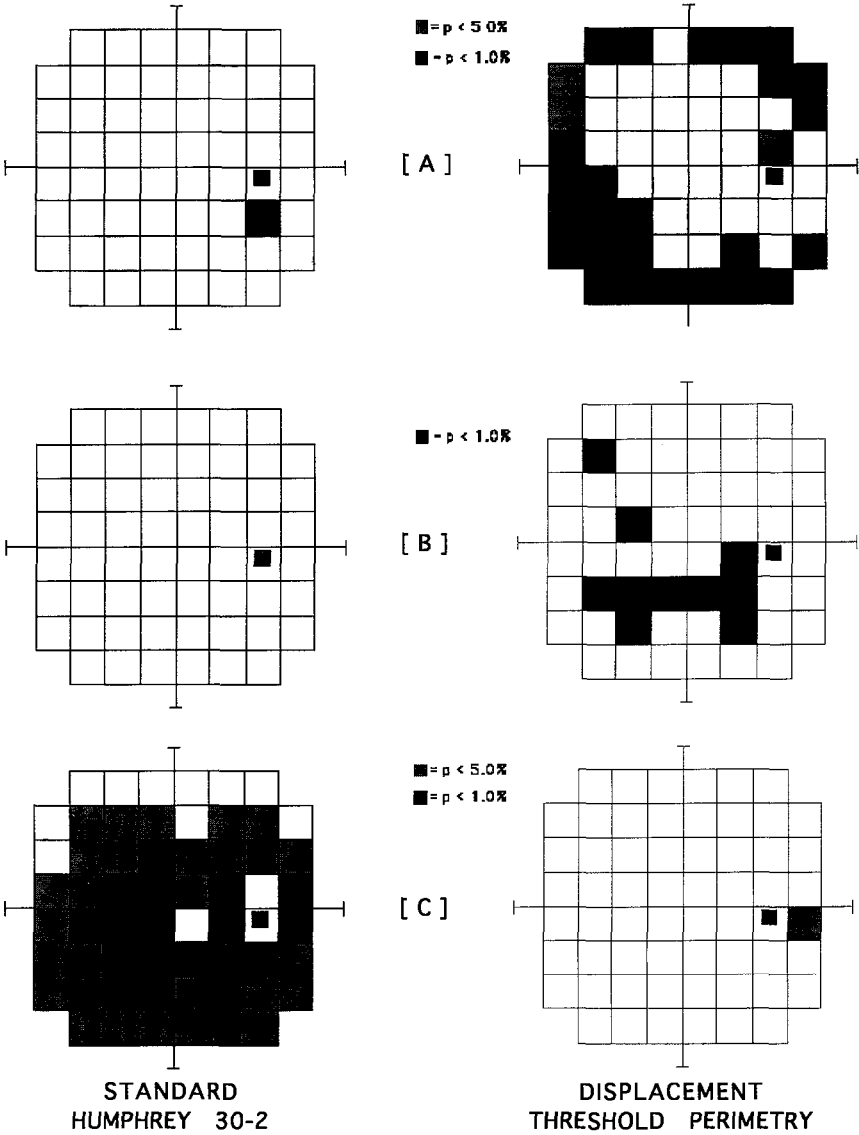 ■= p < 5.0%
■ - p < 1.0%
[ A ]
■ - p < 1.0%
[ B ]
■= p < 5.0%
■= p < 1.0%
[ C ]
STANDARD
HUMPHREY 30-2
DISPLACEMENT
THRESHOLD PERIMETRY